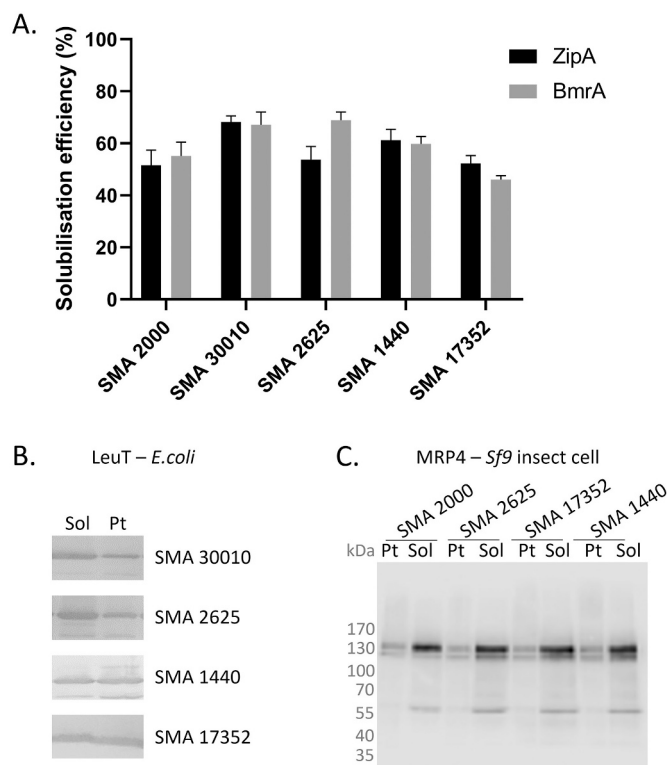 A.
Solubilisation efficiency (%)
100
80
60
40
20
0
ZipA
BmrA
SMA 2000
SMA 30010
SMA 2625
SMA 1440
SMA 17352
B.
LeuT – E.coli
Sol Pt
SMA 30010
SMA 2625
SMA 1440
SMA 17352
C.
MRP4 – Sf9 insect cell
SMA 2000 SMA 2625 SMA 17352 SMA 1440
kDa Pt Sol Pt Sol Pt Sol Pt Sol
170
130
100
70
55
40
35